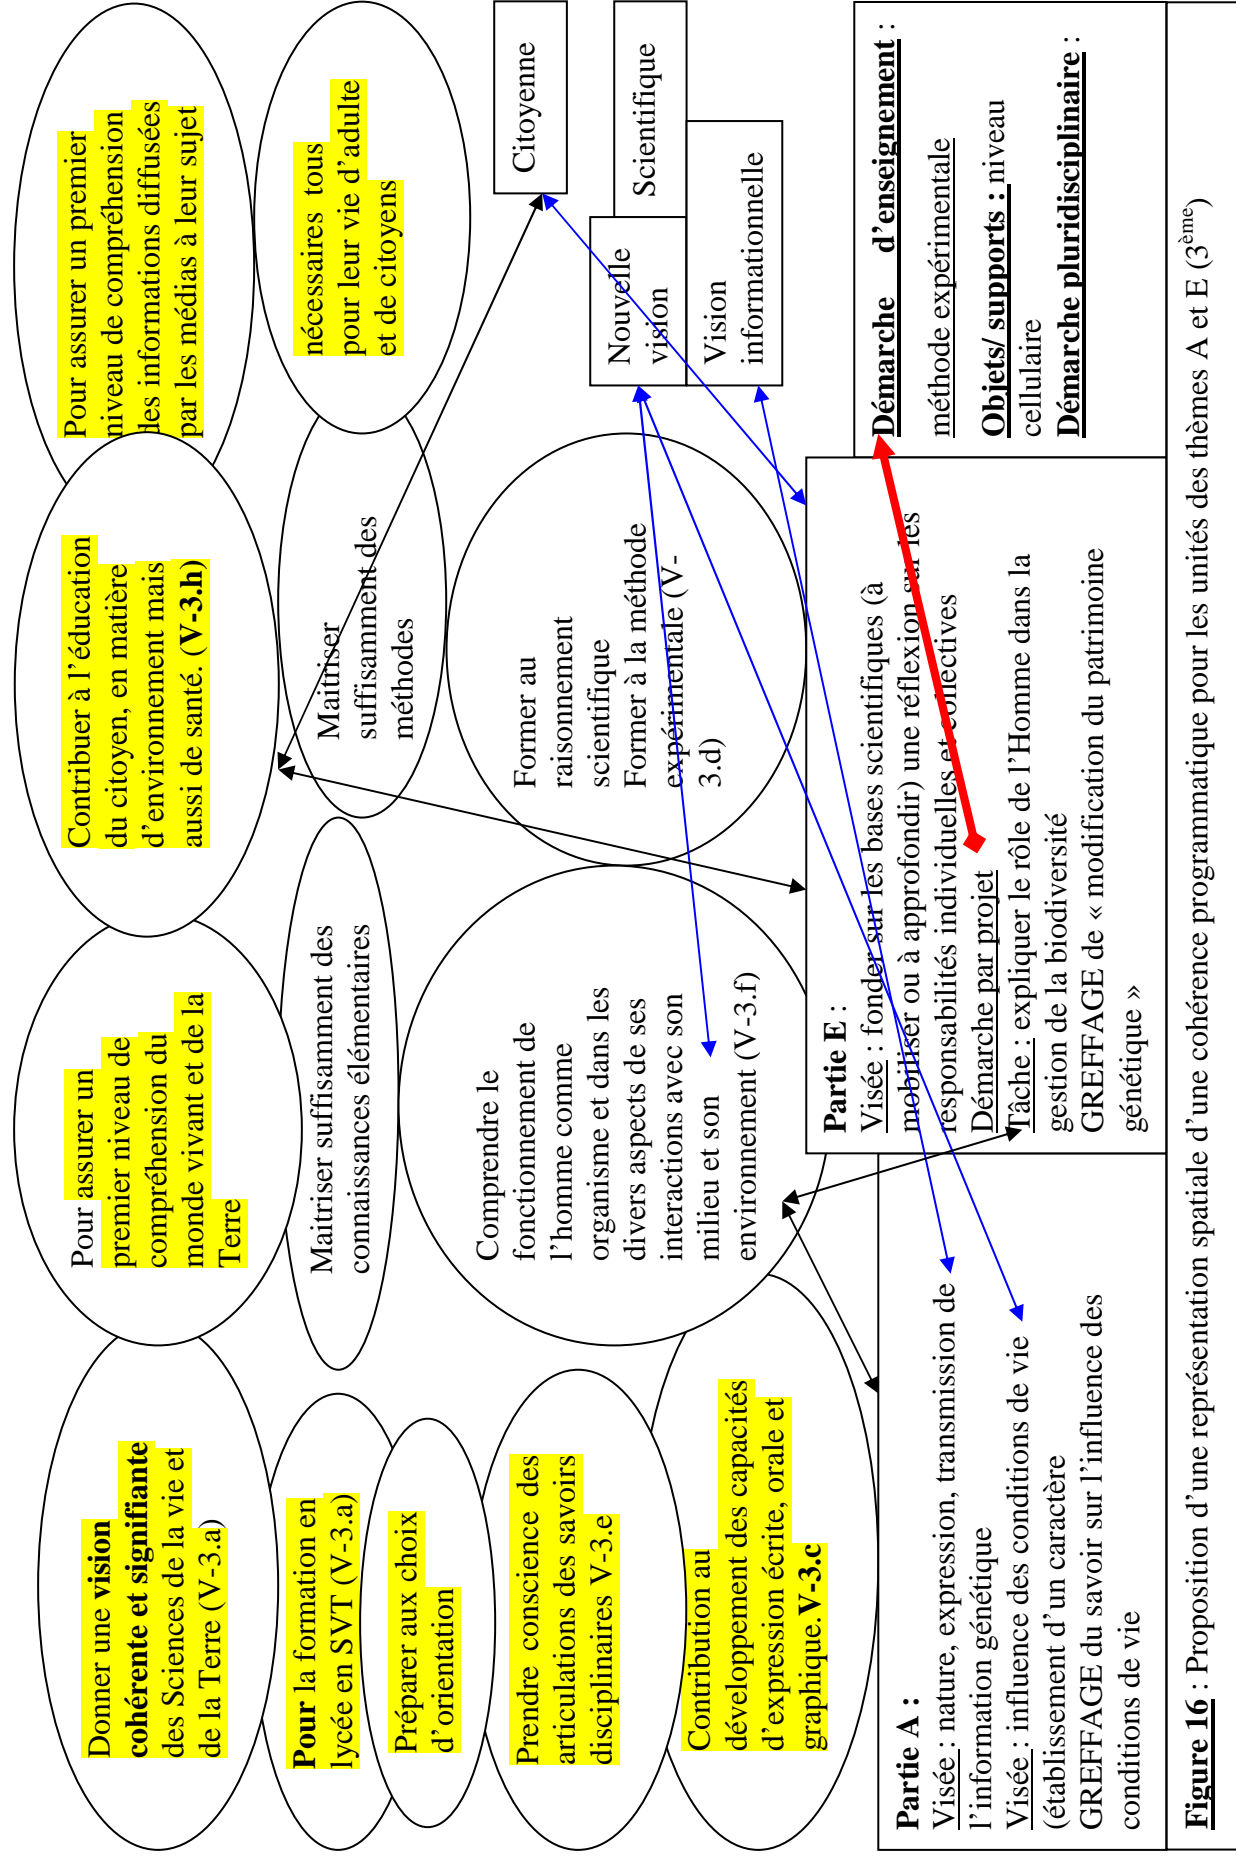 Donner une vision
cohérente et signifiante
des Sciences de la vie et
de la Terre (V-3.a)
Pour assurer un
premier niveau de
compréhension du
monde vivant et de la
Terre
Contribuer à l'éducation
du citoyen, en matière
d'environnement mais
aussi de santé. (V-3.h)
Pour assurer un premier
niveau de compréhension
des informations diffusées
par les médias à leur sujet
Pour la formation en
lycée en SVT (V-3.a)
Maitriser suffisamment des
connaissances élémentaires
Maitriser
suffisamment des
méthodes
nécessaires tous
pour leur vie d'adulte
et de citoyens
Préparer aux choix
d'orientation
Prendre conscience des
articulations des savoirs
disciplinaires V-3.e
Comprendre le
fonctionnement de
l'homme comme
organisme et dans les
divers aspects de ses
interactions avec son
milieu et son
environnement (V-3.f)
Former au
raisonnement
scientifique
Former à la méthode
expérimentale (V-
3.d)
Citoyenne
Nouvelle
vision
Scientifique
Vision
informationnelle
Contribution au
développement des capacités
d'expression écrite, orale et
graphique. V-3.c
Partie A :
Visée : nature, expression, transmission de
l'information génétique
Visée : influence des conditions de vie
(établissement d'un caractère
GREFFAGE du savoir sur l'influence des
conditions de vie
Partie E :
Visée : fonder sur les bases scientifiques (à
mobiliser ou à approfondir) une réflexion sur les
responsabilités individuelles et collectives
Démarche par projet
Tâche : expliquer le rôle de l'Homme dans la
gestion de la biodiversité
GREFFAGE de « modification du patrimoine
génétique »
Démarche d'enseignement :
méthode expérimentale
Objets/ supports : niveau
cellulaire
Démarche pluridisciplinaire :
Figure 16 : Proposition d'une représentation spatiale d'une cohérence programmatique pour les unités des thèmes A et E (3ème)